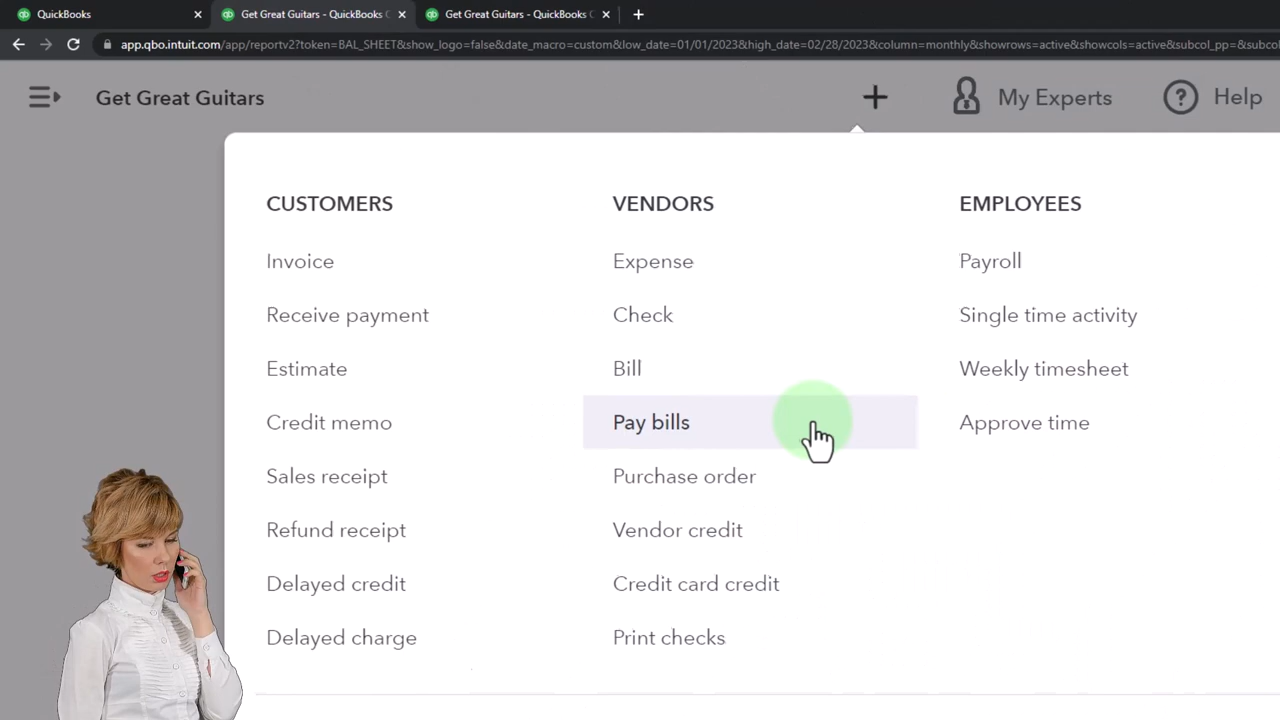 QuickBooks
Get Great Guitars - QuickBooks C
Get Great Guitars - QuickBooks C
app.qbo.intuit.com/app/reportv2?token=BAL_SHEET&show_logo=false&date_macro=custom&low_date=01/01/2023&high_date=02/28/2023&column=monthly&showrows=active&showcols=active&subcol_pp=&subcol
Get Great Guitars
My Experts
Help
CUSTOMERS
Invoice
Receive payment
Estimate
Credit memo
Sales receipt
Refund receipt
Delayed credit
Delayed charge
VENDORS
Expense
Check
Bill
Pay bills
Purchase order
Vendor credit
Credit card credit
Print checks
EMPLOYEES
Payroll
Single time activity
Weekly timesheet
Approve time